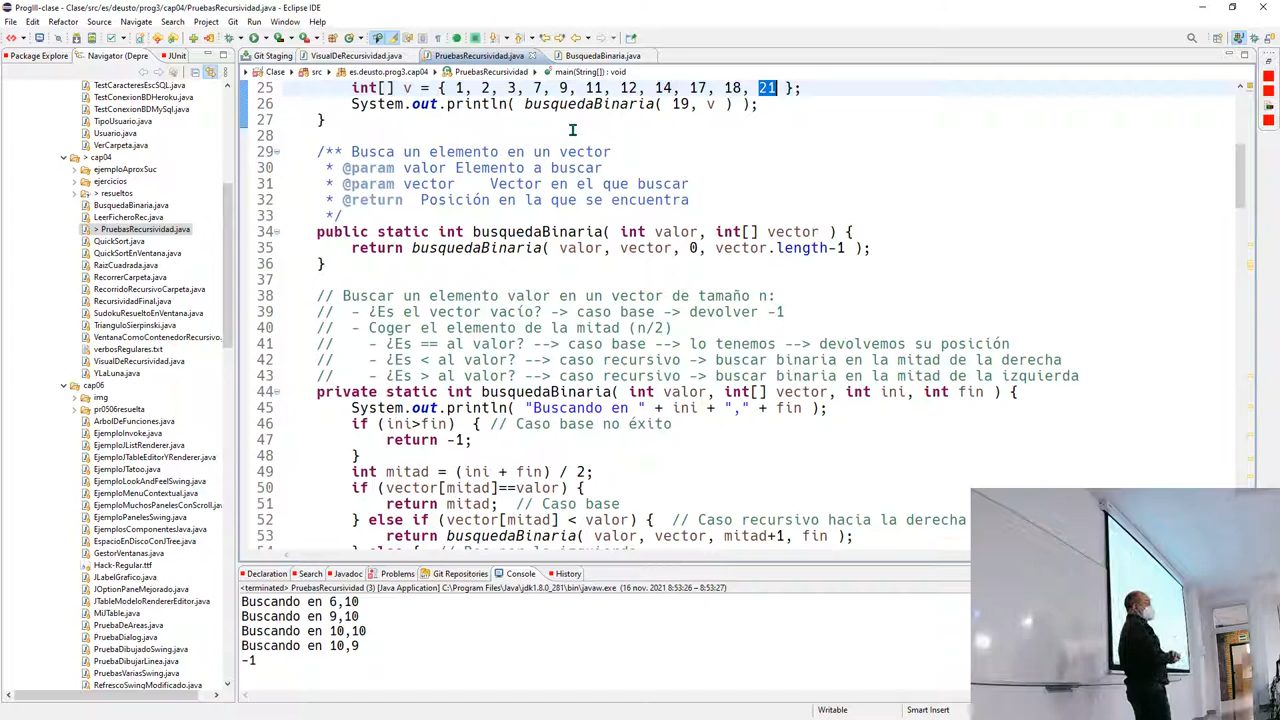 ProgIII-clase - Clase/src/es/deusto/prog3/cap04/PruebasRecursividad.java - Eclipse IDE
File Edit Refactor Source Navigate Search Project Git Run Window Help
Package Explore Navigator (Depre JUnit
Git Staging VisualDeRecursividad.java PruebasRecursividad.java BusquedaBinaria.java
Clase src es.deusto.prog3.cap04 PruebasRecursividad main(String[]) : void
TestCaracteresEscSQL.java
TestConexionBDHeroku.java
TestConexionBDServer.java
TipoUsuario.java
Usuario.java
VerCarpeta.java
> cap04
ejemploAproxSuc
ejercicios
> resueltos
BusquedaBinaria.java
LeerFicheroRec.java
> PruebasRecursividad.java
QuickSort.java
QuickSortEnVentana.java
RaizCuadrada.java
RecorrerCarpeta.java
RecorridoRecursivoCarpeta.java
RecursividadFinal.java
SudokuResueltoEnVentana.java
TrianguloSierpinski.java
VentanaComoContenedorRecursivo.
verbosRegulares.txt
VisualDeRecursividad.java
YLaLuna.java
cap06
img
pr0506resuelta
ArbolDeFunciones.java
EjemploInvoke.java
EjemploJListRenderer.java
EjemploJTableEditorYRenderer.java
EjemploJTatoo.java
EjemploLookAndFeelSwing.java
EjemploMenuContextual.java
EjemploMuchosPanelesConScroll.java
EjemploPanelesSwing.java
EjemplosComponentesJava.java
EspacioEnDiscoConJTree.java
GestorVentanas.java
Hack-Regular.ttf
JLabelGrafico.java
JOptionPaneMejorado.java
JTableModeloRendererEditor.java
MiJTable.java
PruebaDeAreas.java
PruebaDialog.java
PruebaDibujadoSwing.java
PruebaDibujarLinea.java
PruebasVariasSwing.java
RefrescoSwingModificado.java
25 int[] v = { 1, 2, 3, 7, 9, 11, 12, 14, 17, 18, 21 };
26 System.out.println( busquedaBinaria( 19, v ) );
27 }
28
29 /** Busca un elemento en un vector
30 * @param valor Elemento a buscar
31 * @param vector Vector en el que buscar
32 * @return Posición en la que se encuentra
33 */
34 public static int busquedaBinaria( int valor, int[] vector ) {
35 return busquedaBinaria( valor, vector, 0, vector.length-1 );
36 }
37
38 // Buscar un elemento valor en un vector de tamaño n:
39 // - ¿Es el vector vacío? -> caso base -> devolver -1
40 // - Coger el elemento de la mitad (n/2)
41 // - ¿Es == al valor? --> caso base --> lo tenemos --> devolvemos su posición
42 // - ¿Es < al valor? --> caso recursivo -> buscar binaria en la mitad de la derecha
43 // - ¿Es > al valor? --> caso recursivo -> buscar binaria en la mitad de la izquierda
44 private static int busquedaBinaria( int valor, int[] vector, int ini, int fin ) {
45 System.out.println( "Buscando en " + ini + "," + fin );
46 if (ini>fin) { // Caso base no éxito
47 return -1;
48 }
49 int mitad = (ini + fin) / 2;
50 if (vector[mitad]==valor) {
51 return mitad; // Caso base
52 } else if (vector[mitad] < valor) { // Caso recursivo hacia la derecha
53 return busquedaBinaria( valor, vector, mitad+1, fin );
Declaration Search Javadoc Problems Git Repositories Console History
<terminated> PruebasRecursividad (3) [Java Application] C:\Program Files\Java\jdk1.8.0_281\bin\javaw.exe (16 nov. 2021 8:53:26 – 8:53:27)
Buscando en 6,10
Buscando en 9,10
Buscando en 10,10
Buscando en 10,9
-1
Writable Smart Insert